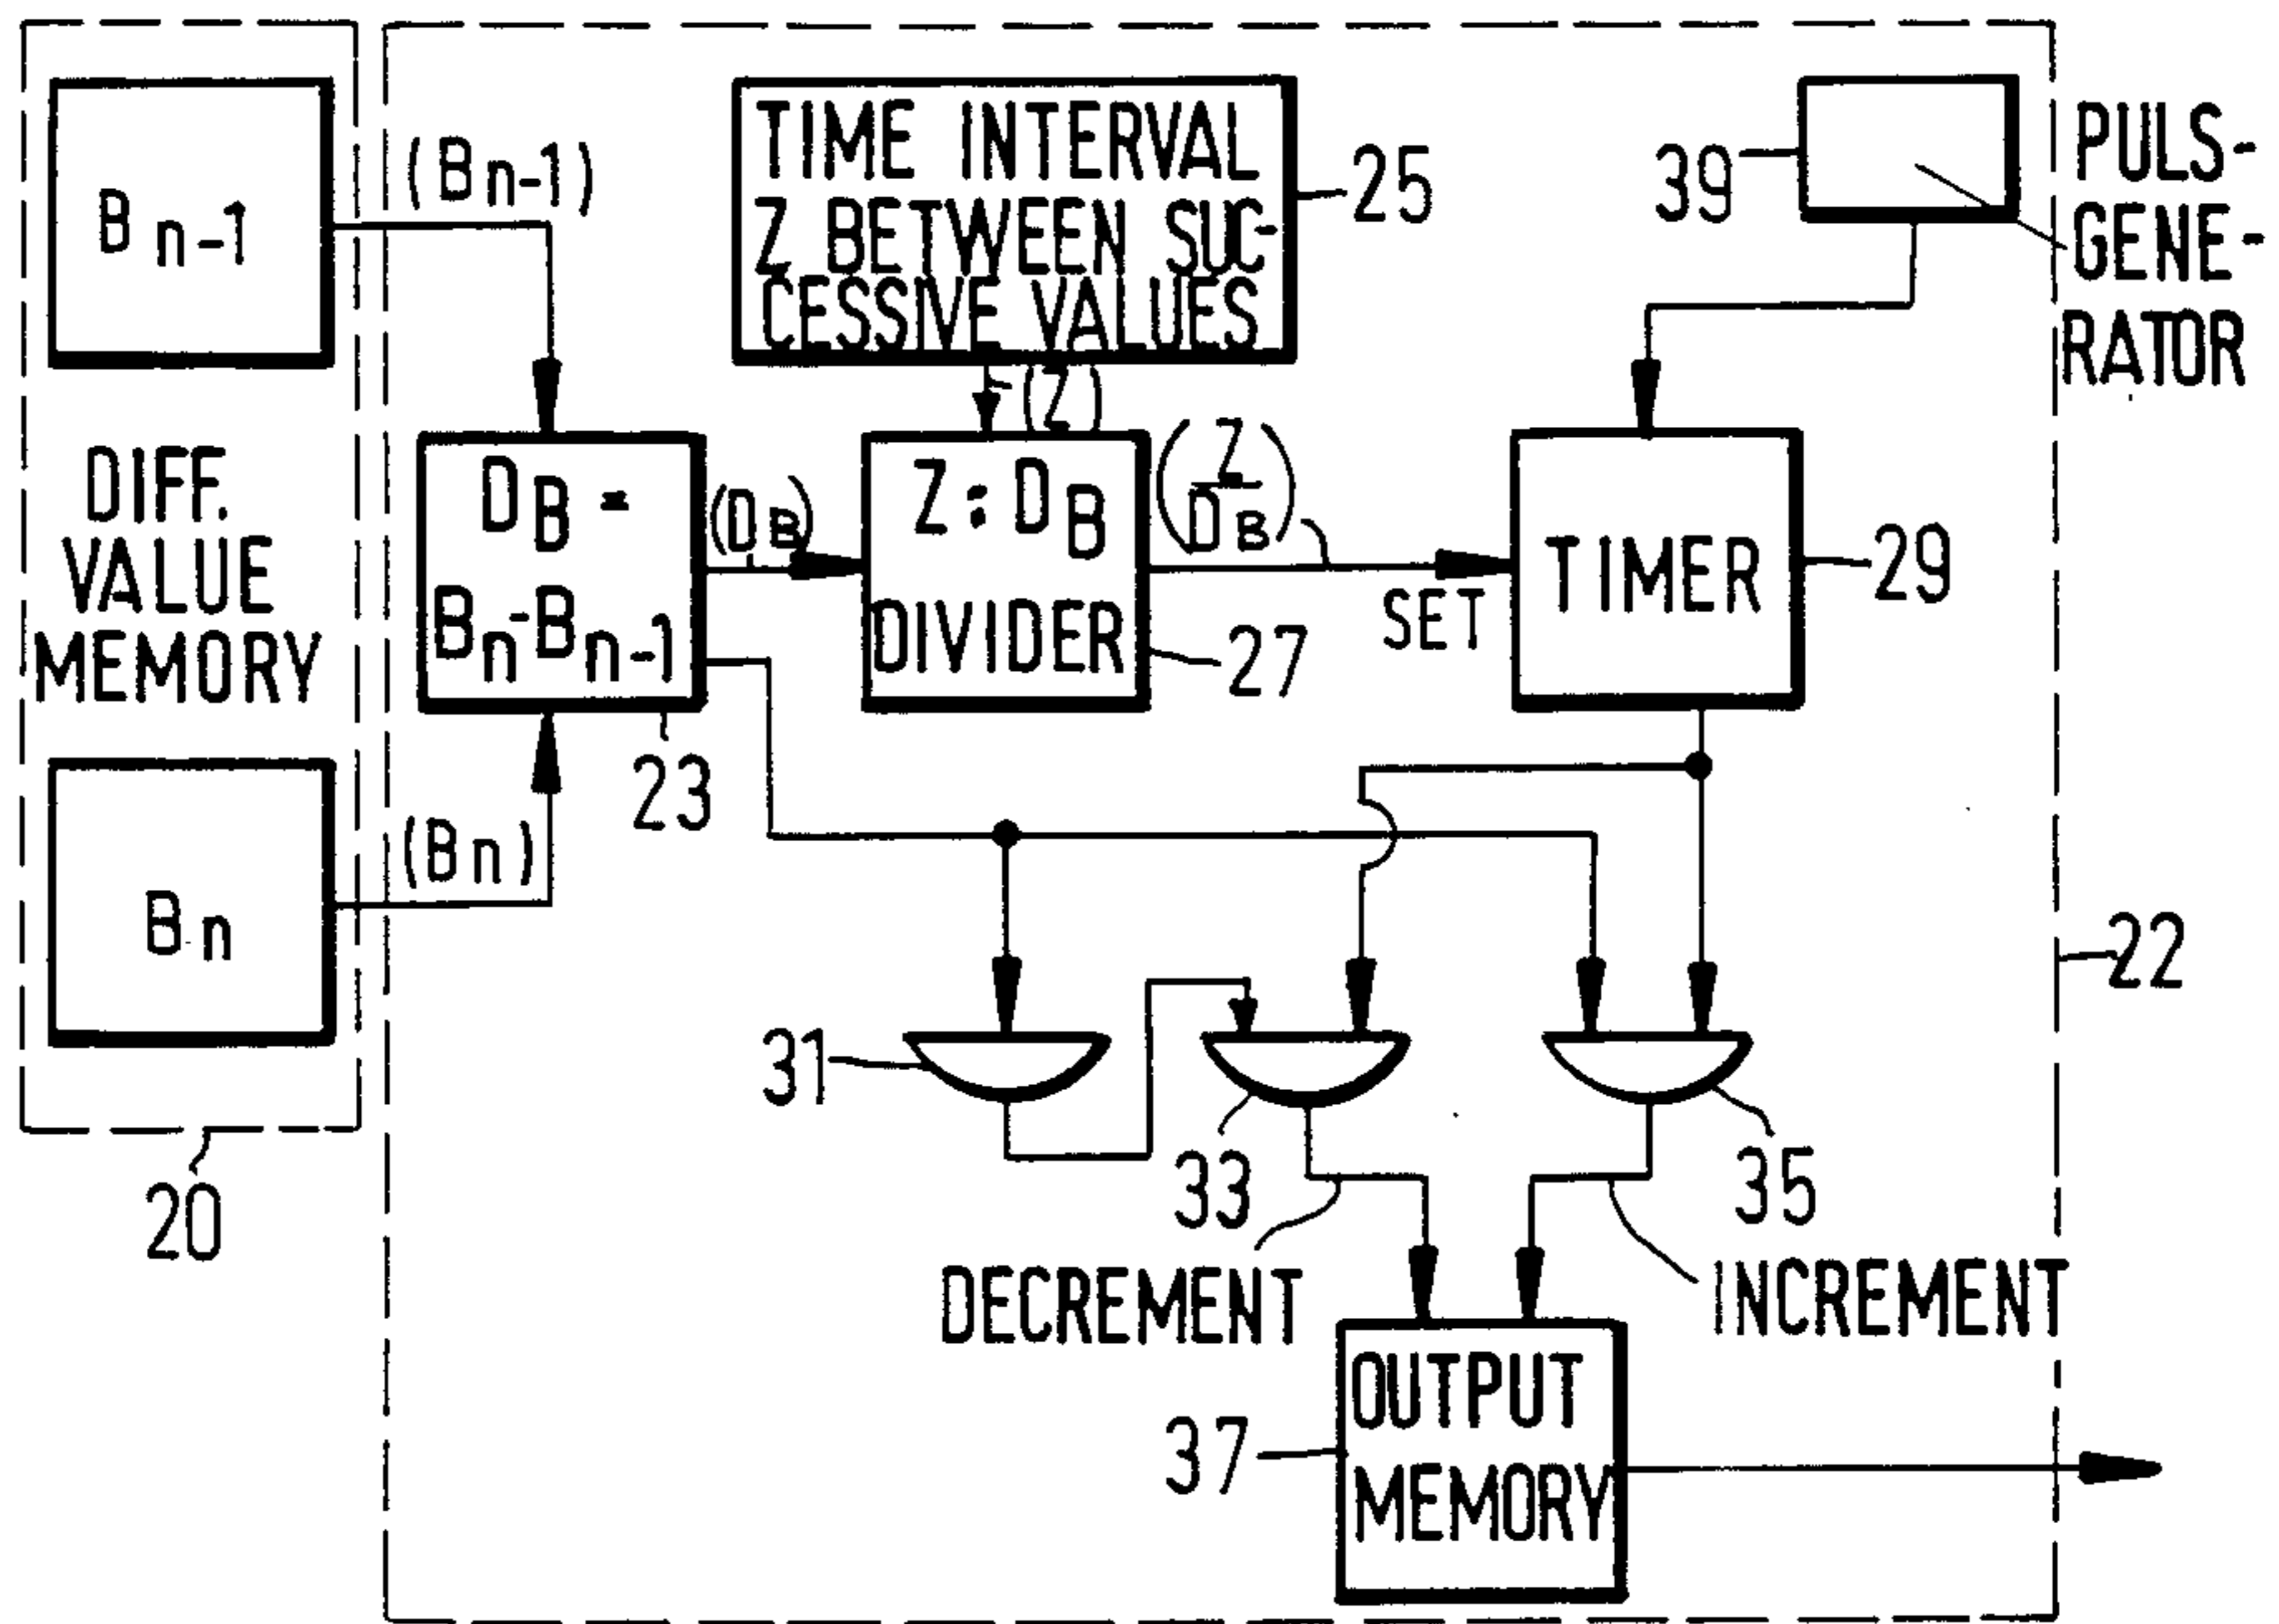 B n-1
(B n-1)
TIME INTERVAL
Z BETWEEN SUC-
CESSIVE VALUES
25
39
PULS-
GENE-
RATOR
(Z)
DIFF.
VALUE
MEMORY
D B =
B n - B n-1
(D B)
Z : D B
DIVIDER
(Z / D B)
SET
TIMER
29
27
23
(B n)
B n
22
31
33
35
20
DECREMENT
INCREMENT
OUTPUT
MEMORY
37